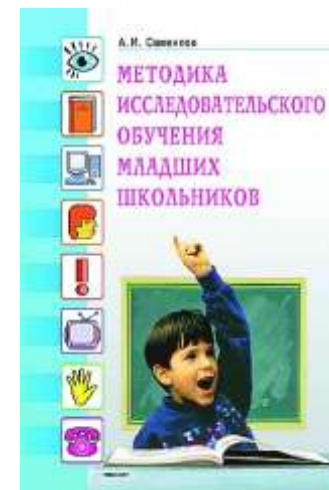 А.И. Савенков
МЕТОДИКА
ИССЛЕДОВАТЕЛЬСКОГО
ОБУЧЕНИЯ
МЛАДШИХ
ШКОЛЬНИКОВ